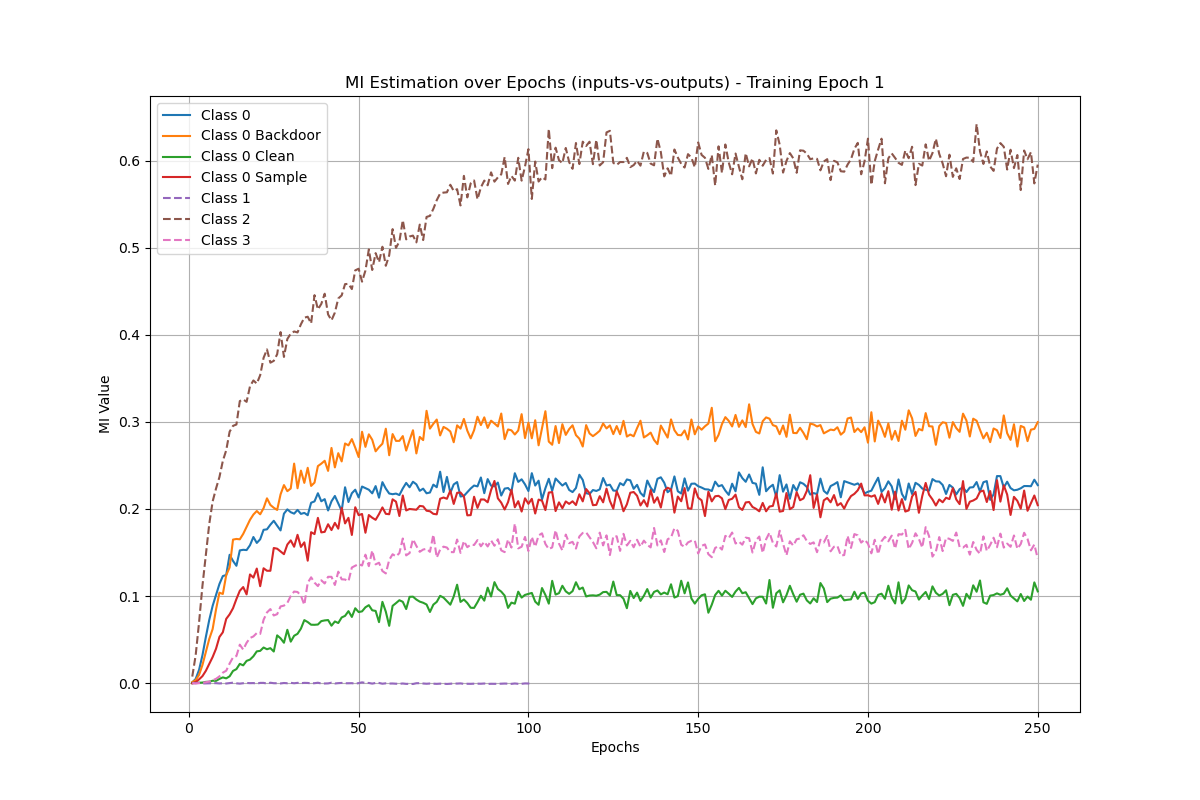 MI Estimation over Epochs (inputs-vs-outputs) - Training Epoch 1
Class 0
Class 0 Backdoor
Class 0 Clean
Class 0 Sample
Class 1
Class 2
Class 3
MI Value
0.6
0.5
0.4
0.3
0.2
0.1
0.0
0 50 100 150 200 250
Epochs